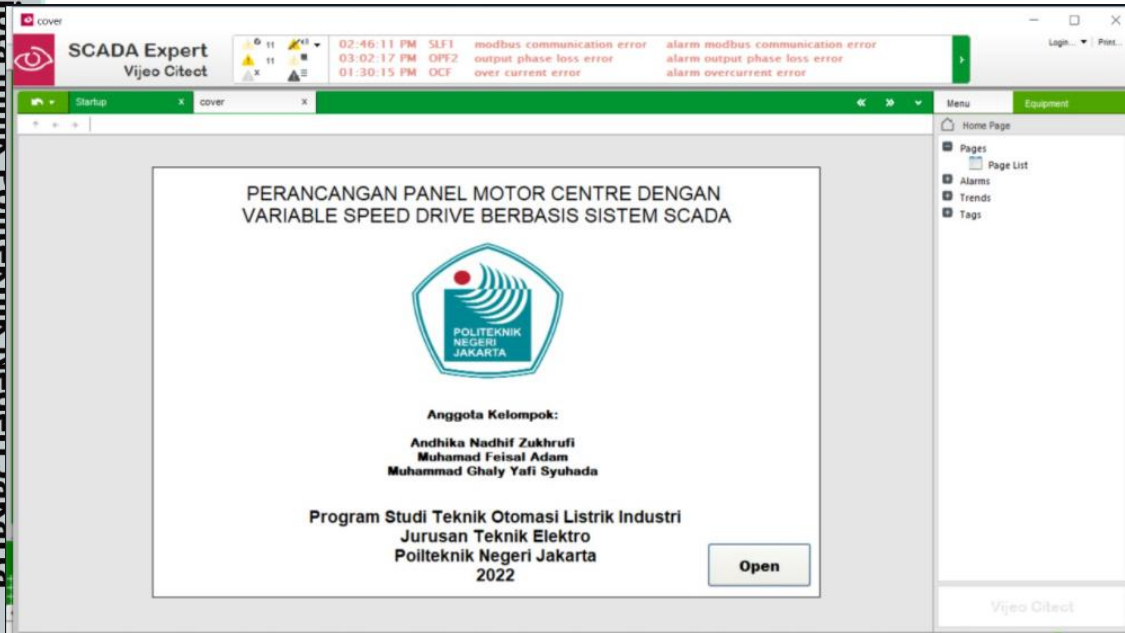 cover
SCADA Expert
Vijeo Citect
6 11
11
02:46:11 PM SLF1 modbus communication error alarm modbus communication error
03:02:17 PM OPF2 output phase loss error alarm output phase loss error
01:30:15 PM OCF over current error alarm overcurrent error
Login... Print...
Startup x cover x
Menu Equipment
Home Page
Pages
Page List
Alarms
Trends
Tags
PERANCANGAN PANEL MOTOR CENTRE DENGAN
VARIABLE SPEED DRIVE BERBASIS SISTEM SCADA
POLITEKNIK
NEGERI
JAKARTA
Anggota Kelompok:
Andhika Nadhif Zukhrufi
Muhamad Feisal Adam
Muhammad Ghaly Yafi Syuhada
Program Studi Teknik Otomasi Listrik Industri
Jurusan Teknik Elektro
Poilteknik Negeri Jakarta
2022
Open
Vijeo Citect